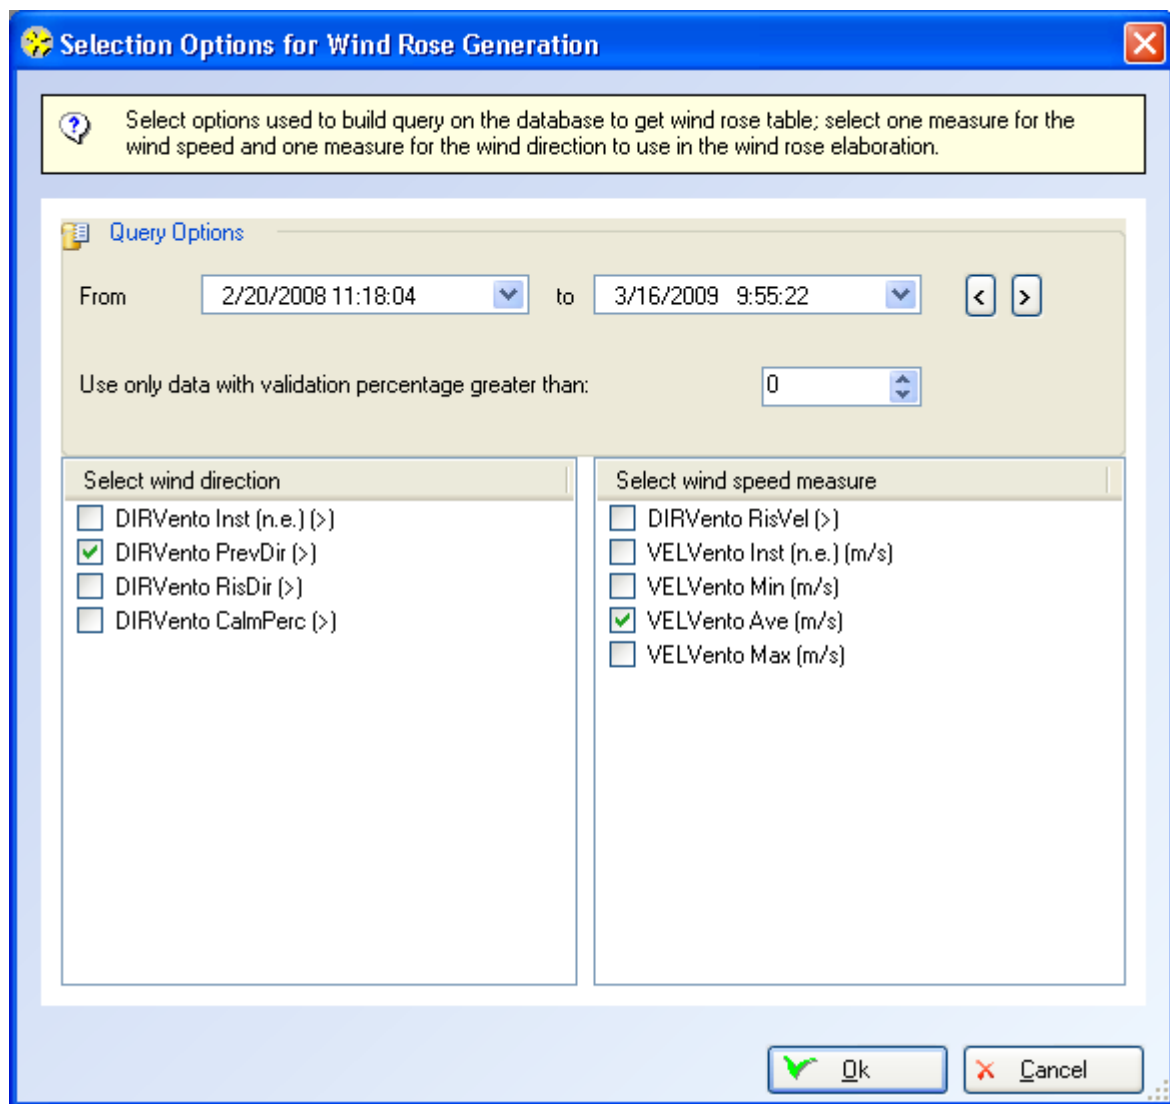 Selection Options for Wind Rose Generation
Select options used to build query on the database to get wind rose table; select one measure for the
wind speed and one measure for the wind direction to use in the wind rose elaboration.
Query Options
From 2/20/2008 11:18:04 to 3/16/2009 9:55:22 < >
Use only data with validation percentage greater than: 0
Select wind direction
DIRVento Inst (n.e.) (>)
DIRVento PrevDir (>)
DIRVento RisDir (>)
DIRVento CalmPerc (>)
Select wind speed measure
DIRVento RisVel (>)
VELVento Inst (n.e.) (m/s)
VELVento Min (m/s)
VELVento Ave (m/s)
VELVento Max (m/s)
Ok
Cancel